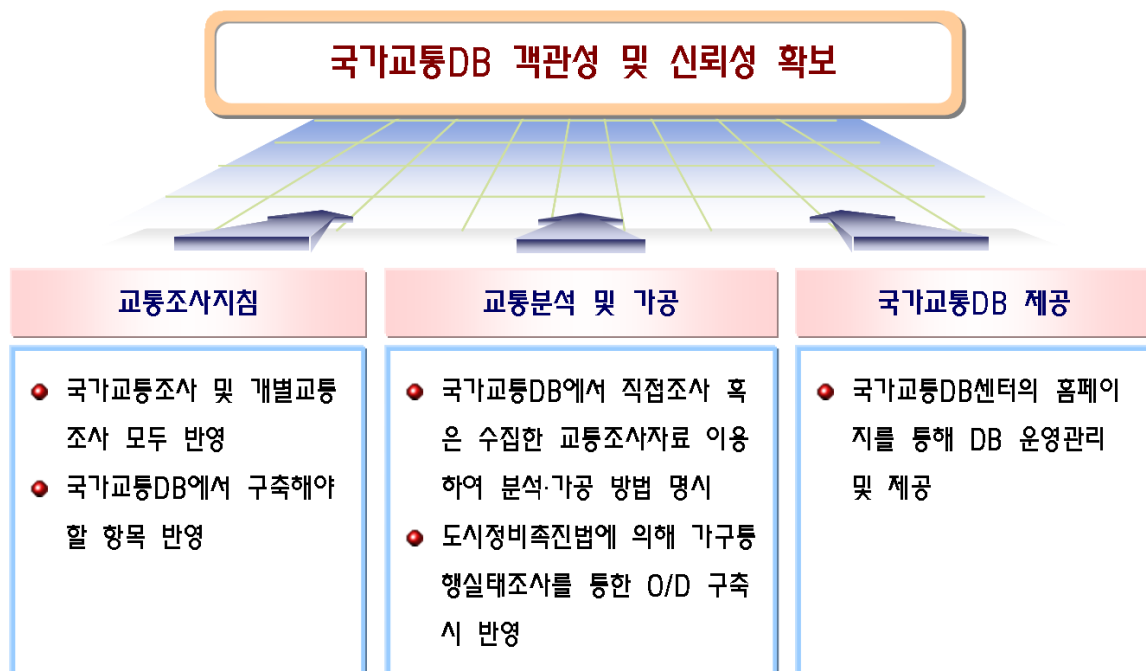 국가교통DB 객관성 및 신뢰성 확보
교통조사지침
국가교통조사 및 개별교통
조사 모두 반영
국가교통DB에서 구축해야
할 항목 반영
교통분석 및 가공
국가교통DB에서 직접조사 혹
은 수집한 교통조사자료 이용
하여 분석·가공 방법 명시
도시정비촉진법에 의해 가구통
행실태조사를 통한 O/D 구축
시 반영
국가교통DB 제공
국가교통DB센터의 홈페이
지를 통해 DB 운영관리
및 제공